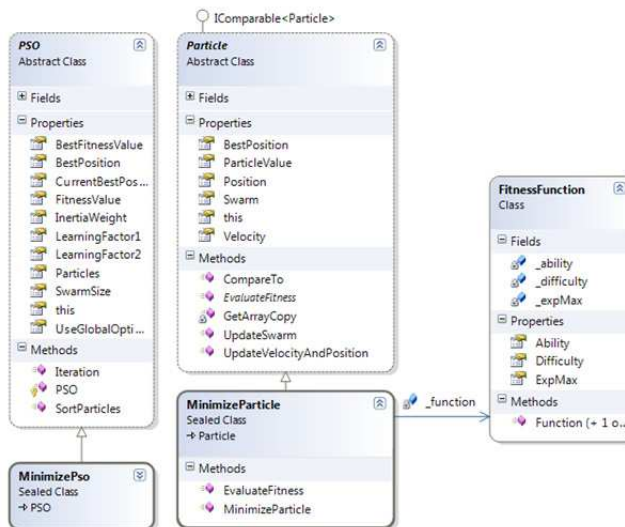 IComparable<Particle>
PSO
Abstract Class
Fields
Properties
BestFitnessValue
BestPosition
CurrentBestPos...
FitnessValue
InertiaWeight
LearningFactor1
LearningFactor2
Particles
SwarmSize
this
UseGlobalOpti...
Methods
Iteration
PSO
SortParticles
MinimizePso
Sealed Class
PSO
Particle
Abstract Class
Fields
Properties
BestPosition
ParticleValue
Position
Swarm
this
Velocity
Methods
CompareTo
EvaluateFitness
GetArrayCopy
UpdateSwarm
UpdateVelocityAndPosition
MinimizeParticle
Sealed Class
Particle
Methods
EvaluateFitness
MinimizeParticle
_function
FitnessFunction
Class
Fields
_ability
_difficulty
_expMax
Properties
Ability
Difficulty
ExpMax
Methods
Function (+ 1 o...